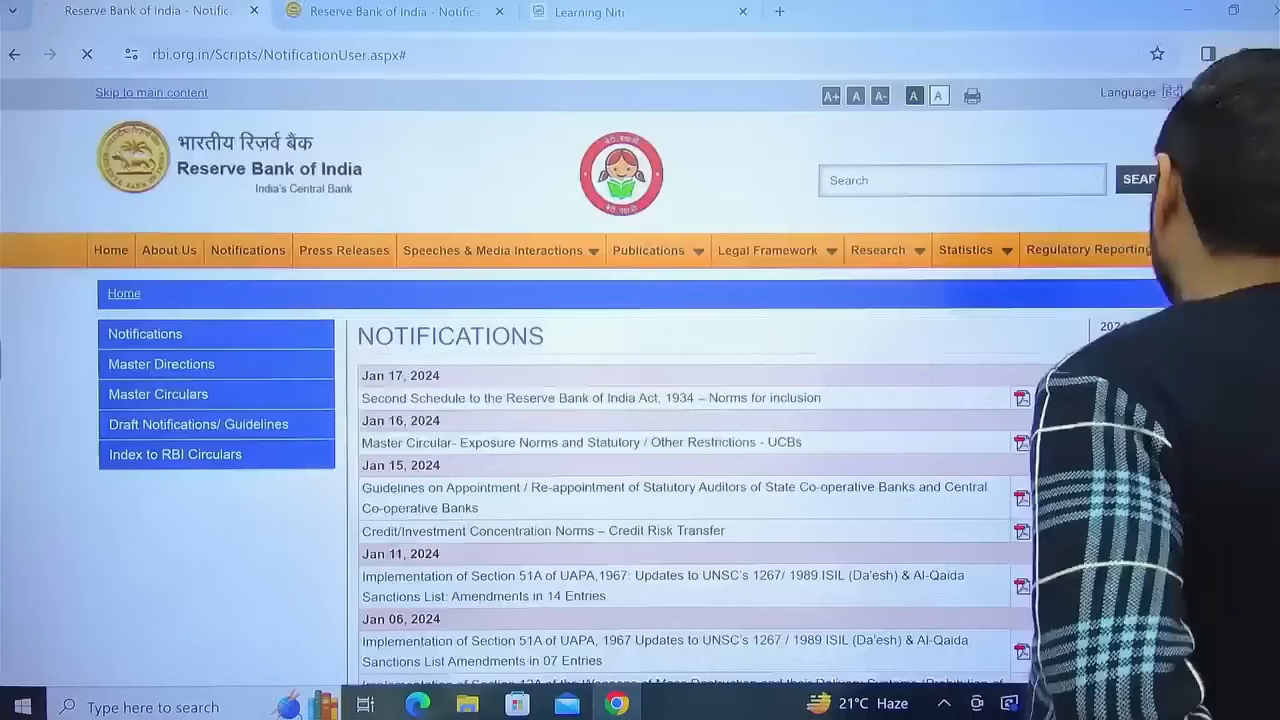 Reserve Bank of India - Notific
Reserve Bank of India - Notific
Learning Niti
rbi.org.in/Scripts/NotificationUser.aspx#
Skip to main content
A+ A A- A A
Language हिंदी
भारतीय रिज़र्व बैंक
Reserve Bank of India
India's Central Bank
Search
SEAR
Home About Us Notifications Press Releases Speeches & Media Interactions Publications Legal Framework Research Statistics Regulatory Reporting
Home
Notifications
Master Directions
Master Circulars
Draft Notifications/ Guidelines
Index to RBI Circulars
NOTIFICATIONS
Jan 17, 2024
Second Schedule to the Reserve Bank of India Act, 1934 – Norms for inclusion
Jan 16, 2024
Master Circular- Exposure Norms and Statutory / Other Restrictions - UCBs
Jan 15, 2024
Guidelines on Appointment / Re-appointment of Statutory Auditors of State Co-operative Banks and Central
Co-operative Banks
Credit/Investment Concentration Norms – Credit Risk Transfer
Jan 11, 2024
Implementation of Section 51A of UAPA,1967: Updates to UNSC's 1267/ 1989 ISIL (Da'esh) & Al-Qaida
Sanctions List: Amendments in 14 Entries
Jan 06, 2024
Implementation of Section 51A of UAPA, 1967 Updates to UNSC's 1267 / 1989 ISIL (Da'esh) & Al-Qaida
Sanctions List Amendments in 07 Entries
Type here to search
21°C Haze